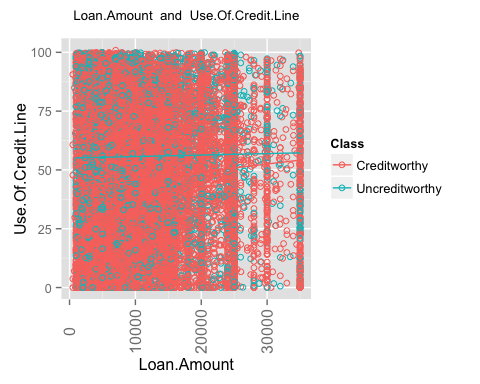 Loan.Amount and Use.Of.Credit.Line
100
75
50
25
0
Use.Of.Credit.Line
0
10000
20000
30000
Loan.Amount
Class
Creditworthy
Uncreditworthy